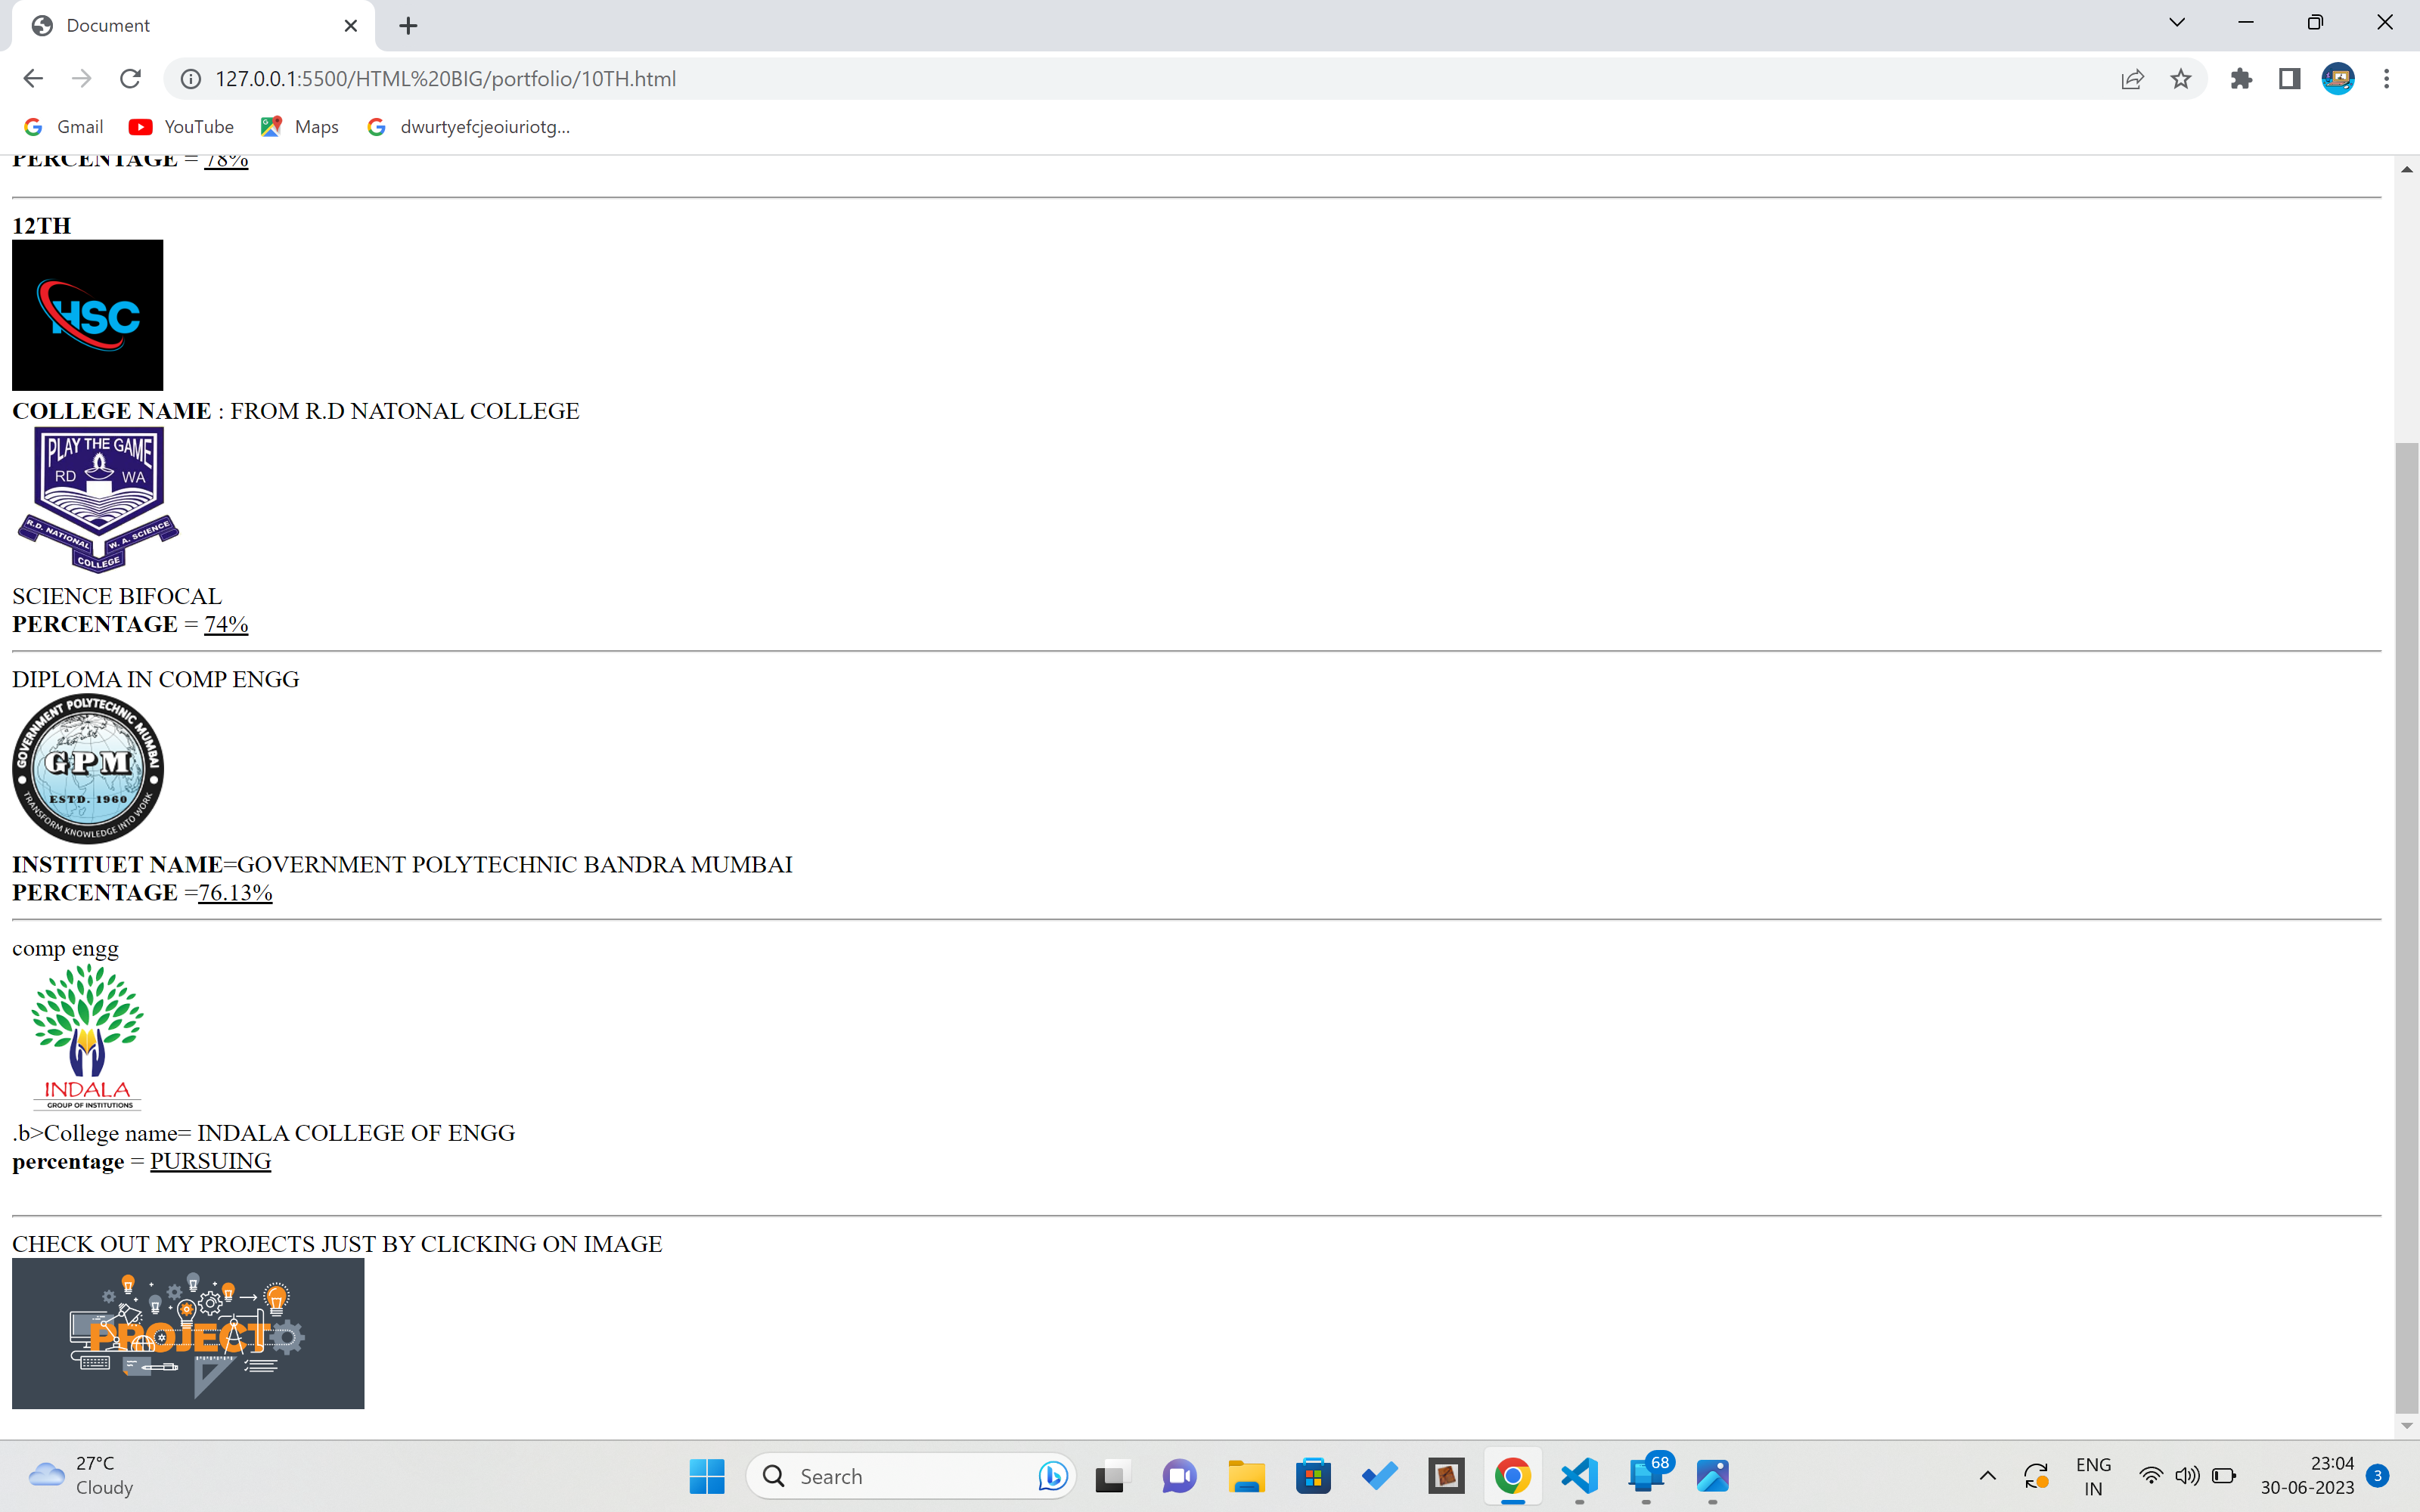 Document
127.0.0.1:5500/HTML%20BIG/portfolio/10TH.html
Gmail YouTube Maps dwurtyefcjeoiuriotg...
PERCENTAGE = 78%
12TH
HSC
COLLEGE NAME : FROM R.D NATONAL COLLEGE
PLAY THE GAME
RD WA
R.D. NATIONAL W. A. SCIENCE
COLLEGE
SCIENCE BIFOCAL
PERCENTAGE = 74%
DIPLOMA IN COMP ENGG
GOVERNMENT POLYTECHNIC MUMBAI
GPM
ESTD. 1960
TRANSFORM KNOWLEDGE INTO WORK
INSTITUET NAME=GOVERNMENT POLYTECHNIC BANDRA MUMBAI
PERCENTAGE =76.13%
comp engg
INDALA
GROUP OF INSTITUTIONS
.b>College name= INDALA COLLEGE OF ENGG
percentage = PURSUING
CHECK OUT MY PROJECTS JUST BY CLICKING ON IMAGE
PROJECT
27°C
Cloudy
Search
68
ENG
IN
23:04
30-06-2023
3